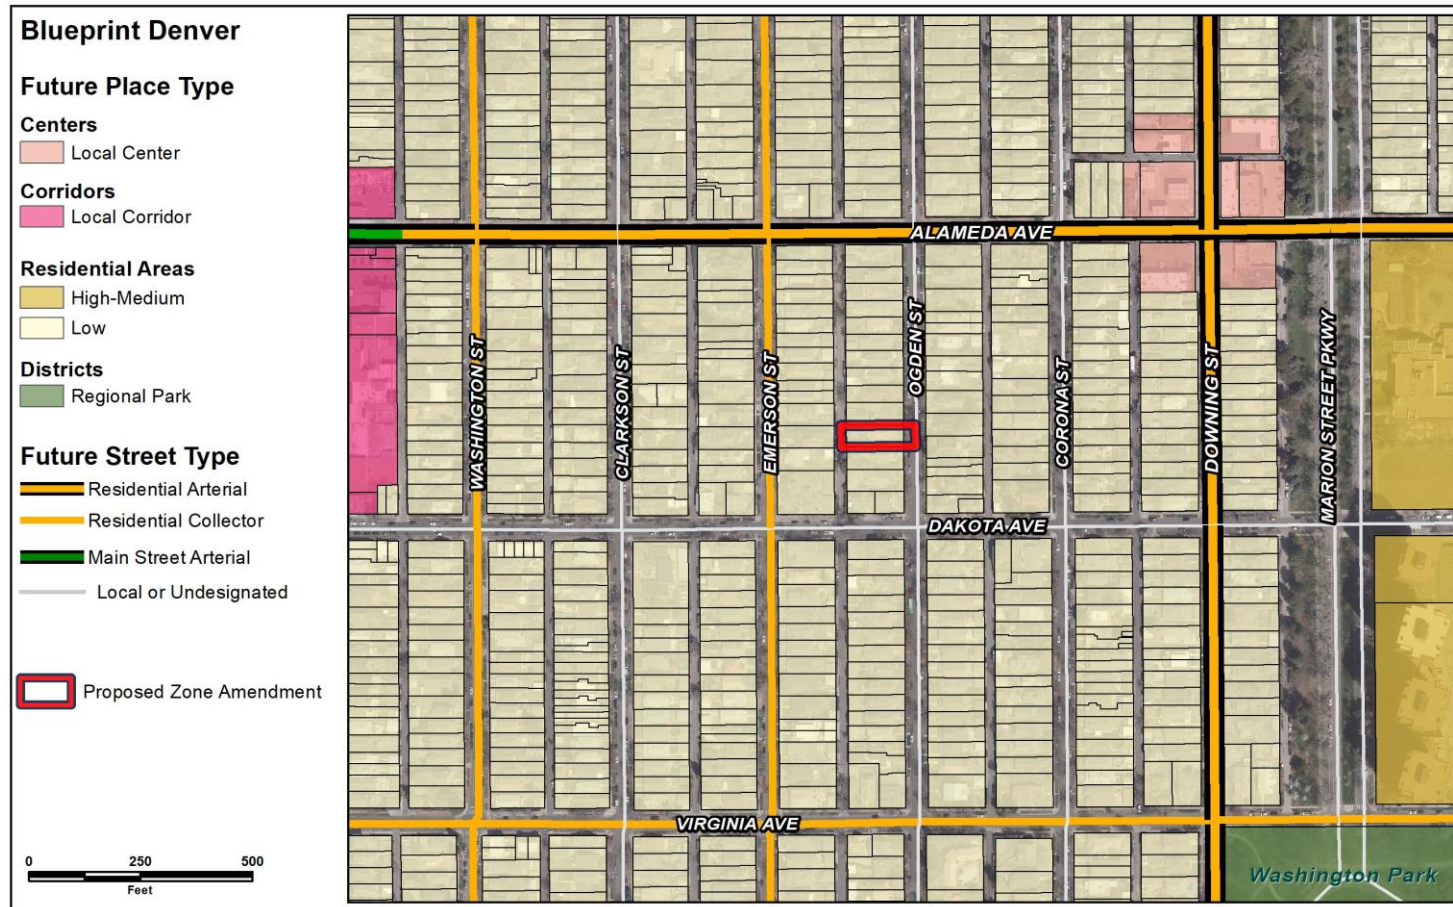 Blueprint Denver
Future Place Type
Centers
Local Center
Corridors
Local Corridor
Residential Areas
High-Medium
Low
Districts
Regional Park
Future Street Type
Residential Arterial
Residential Collector
Main Street Arterial
Local or Undesignated
Proposed Zone Amendment
0 250 500
Feet
ALAMEDA AVE
WASHINGTON ST
CLARKSON ST
EMERSON ST
OGDEN ST
CORONA ST
DOWNING ST
MARION STREET PKWY
DAKOTA AVE
VIRGINIA AVE
Washington Park